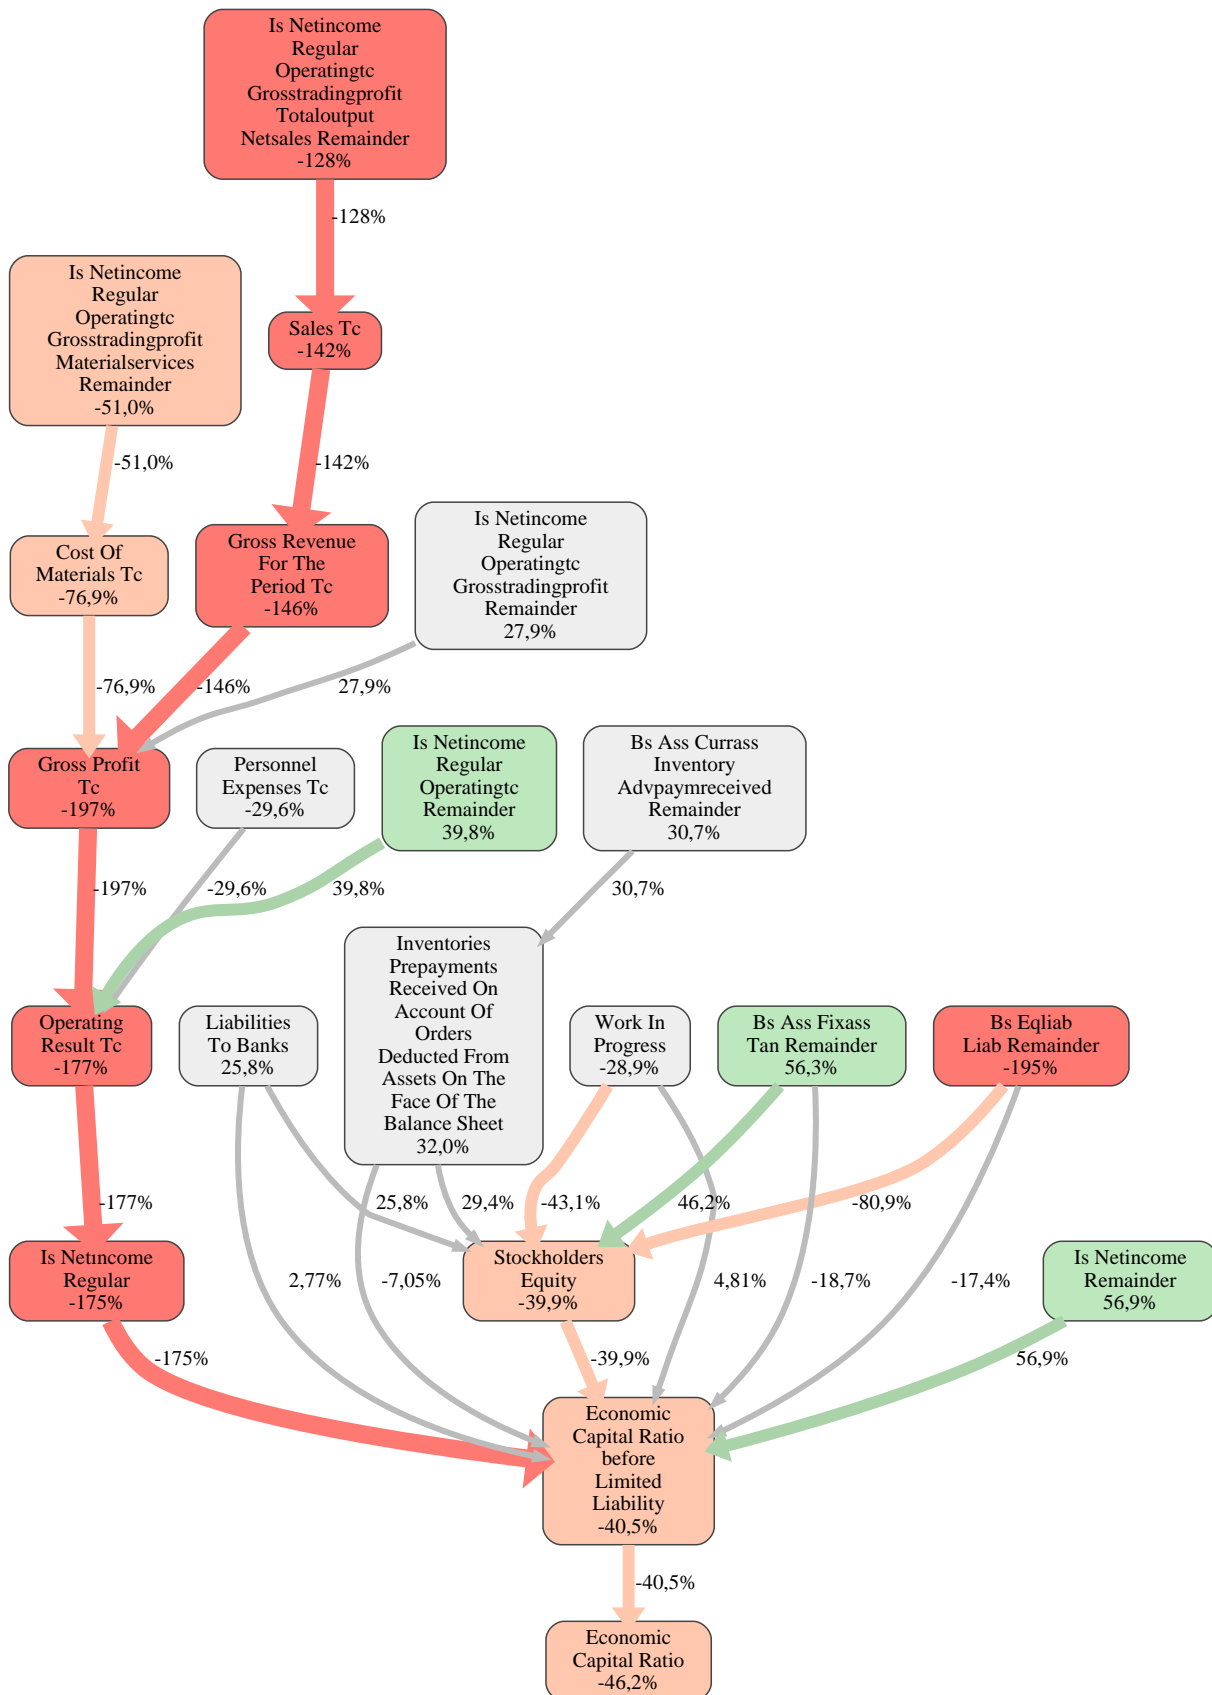 Is Netincome
Regular
Operatingtc
Grosstradingprofit
Totaloutput
Netsales Remainder
-128%
-128%
Is Netincome
Regular
Operatingtc
Grosstradingprofit
Materialservices
Remainder
-51,0%
Sales Tc
-142%
-51,0%
-142%
Cost Of
Materials Tc
-76,9%
Gross Revenue
For The
Period Tc
-146%
Is Netincome
Regular
Operatingtc
Grosstradingprofit
Remainder
27,9%
-76,9%
-146%
27,9%
Gross Profit
Tc
-197%
Personnel
Expenses Tc
-29,6%
Is Netincome
Regular
Operatingtc
Remainder
39,8%
Bs Ass Currass
Inventory
Advpaymreceived
Remainder
30,7%
-197%
-29,6%
39,8%
30,7%
Operating
Result Tc
-177%
Liabilities
To Banks
25,8%
Inventories
Prepayments
Received On
Account Of
Orders
Deducted From
Assets On The
Face Of The
Balance Sheet
32,0%
Work In
Progress
-28,9%
Bs Ass Fixass
Tan Remainder
56,3%
Bs Eqliab
Liab Remainder
-195%
-177%
25,8%
29,4%
-43,1%
46,2%
-80,9%
Is Netincome
Regular
-175%
2,77%
-7,05%
Stockholders
Equity
-39,9%
4,81%
-18,7%
-17,4%
Is Netincome
Remainder
56,9%
-175%
-39,9%
56,9%
Economic
Capital Ratio
before
Limited
Liability
-40,5%
-40,5%
Economic
Capital Ratio
-46,2%